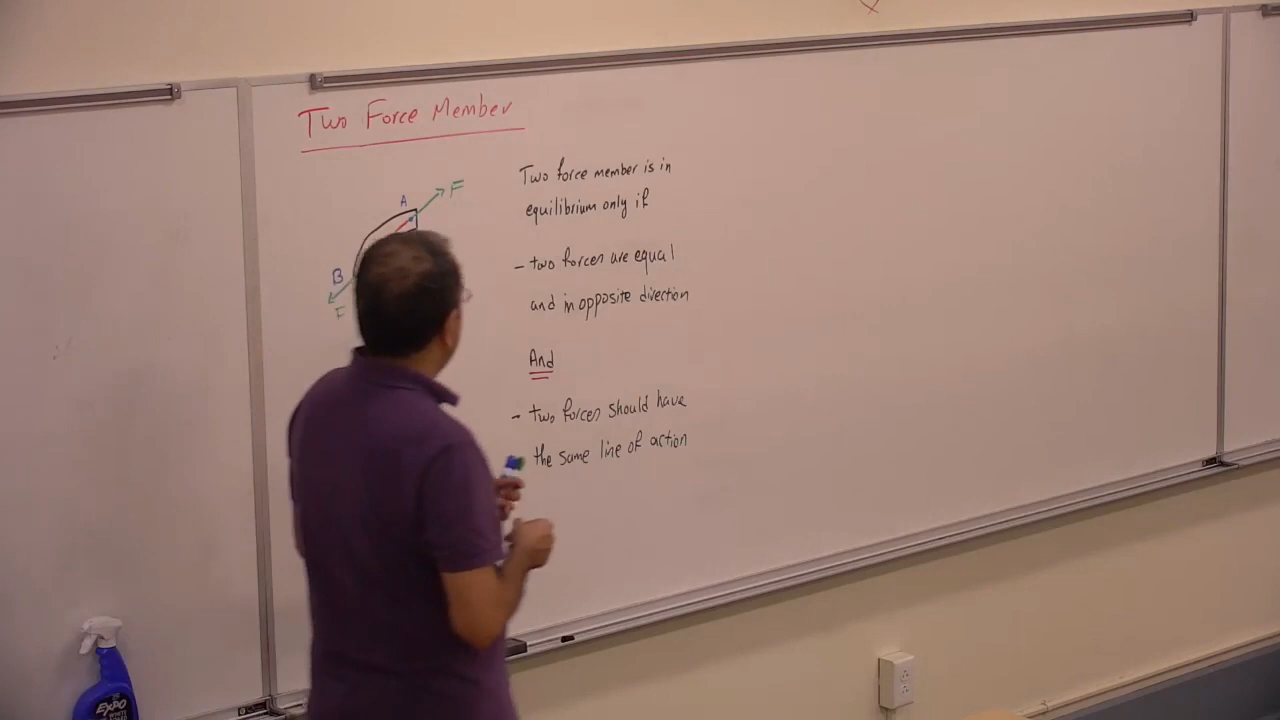 Two Force Member
Two force member is in
equilibrium only if
- two forces are equal
and in opposite direction
And
- two forces should have
the same line of action
A
F
B
F
EXPO